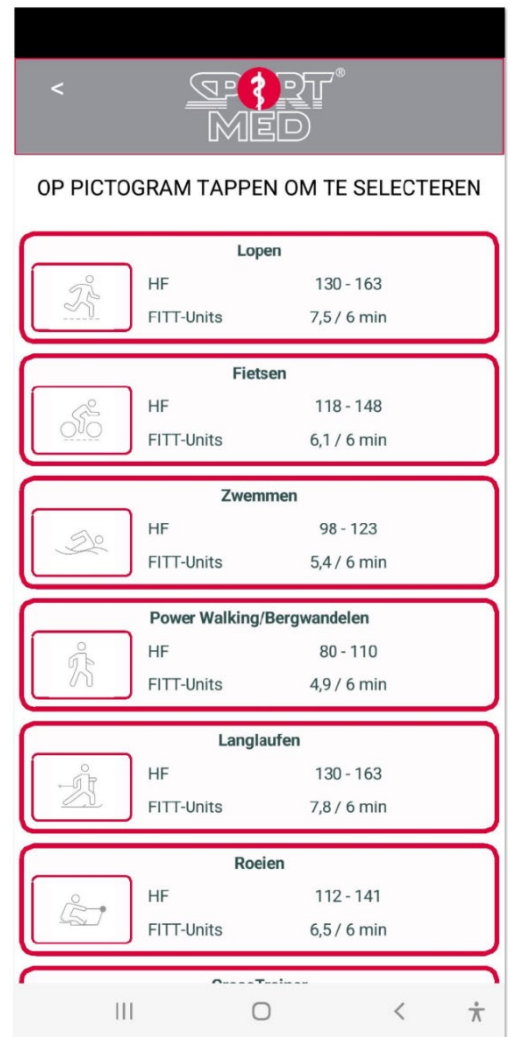 <
SPORT®
MED
OP PICTOGRAM TAPPEN OM TE SELECTEREN
Lopen
HF 130 - 163
FITT-Units 7,5 / 6 min
Fietsen
HF 118 - 148
FITT-Units 6,1 / 6 min
Zwemmen
HF 98 - 123
FITT-Units 5,4 / 6 min
Power Walking/Bergwandelen
HF 80 - 110
FITT-Units 4,9 / 6 min
Langlaufen
HF 130 - 163
FITT-Units 7,8 / 6 min
Roeien
HF 112 - 141
FITT-Units 6,5 / 6 min
CrossTrainer